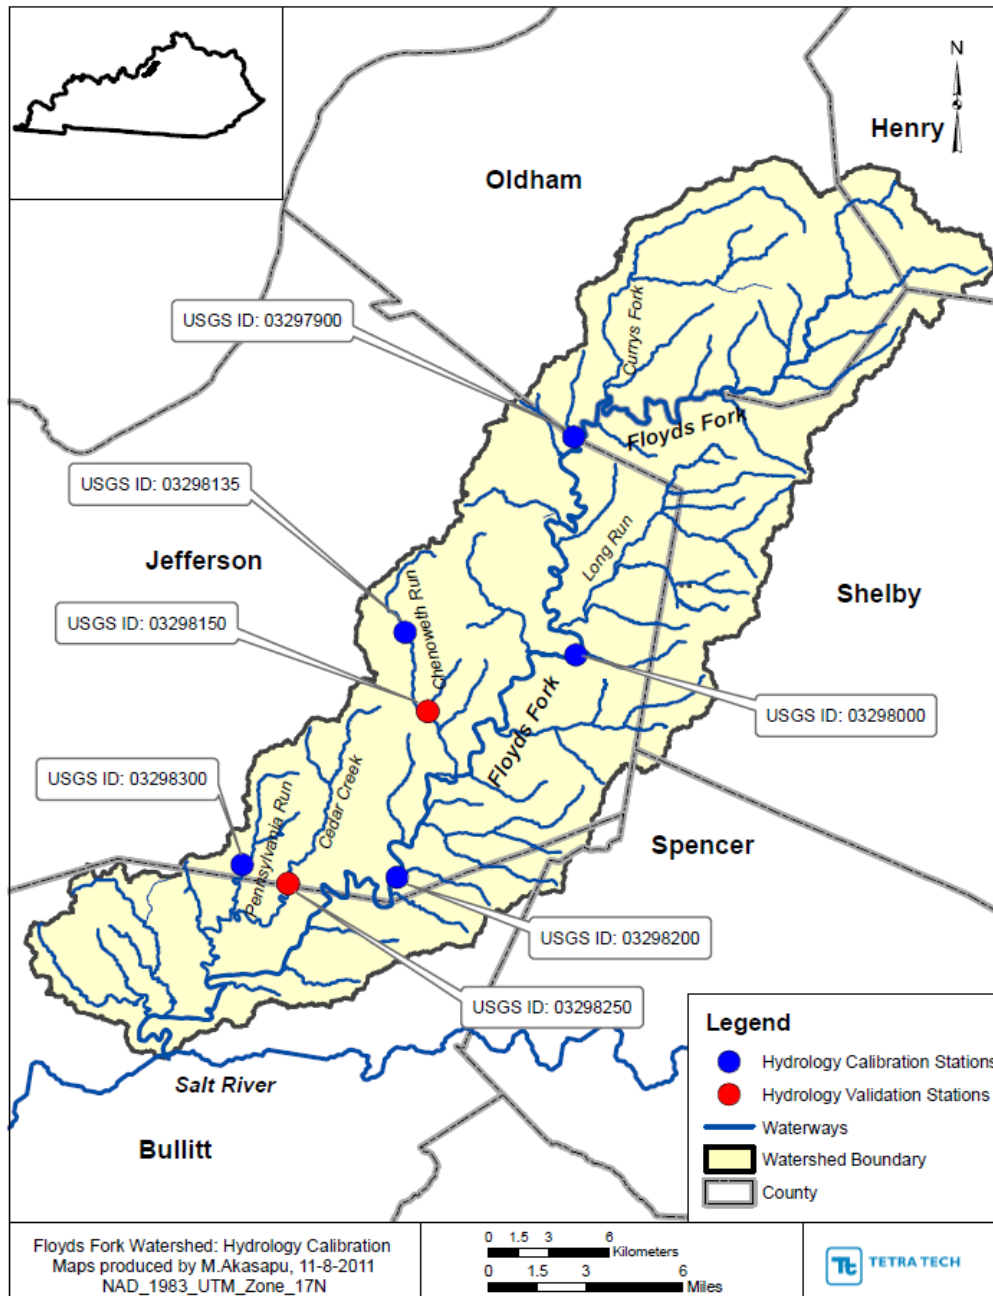 N
Henry
Oldham
USGS ID: 03297900
Currys Fork
Floyds Fork
USGS ID: 03298135
Long Run
Jefferson
Chenoweth Run
Shelby
USGS ID: 03298150
USGS ID: 03298000
Floyds Fork
USGS ID: 03298300
Pennsylvania Run
Cedar Creek
Spencer
USGS ID: 03298200
USGS ID: 03298250
Salt River
Bullitt
Legend
Hydrology Calibration Stations
Hydrology Validation Stations
Waterways
Watershed Boundary
County
Floyds Fork Watershed: Hydrology Calibration
Maps produced by M.Akasapu, 11-8-2011
NAD_1983_UTM_Zone_17N
0 1.5 3 6
Kilometers
0 1.5 3 6
Miles
Tt TETRA TECH